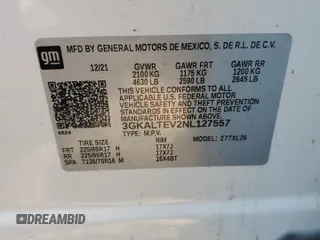 gm
MFD BY GENERAL MOTORS DE MEXICO, S. DE R.L. DE C.V.
12/21 GVWR GAWR FRT GAWR RR
2100 KG 1175 KG 1200 KG
4630 LB 2590 LB 2645 LB
THIS VEHICLE CONFORMS TO ALL APPLICABLE U.S. FEDERAL MOTOR VEHICLE SAFETY, BUMPER, AND THEFT PREVENTION STANDARDS IN EFFECT ON THE DATE OF MANUFACTURE SHOWN ABOVE.
3GKALTEV2NL127557
TYPE: M.P.V.
TIRE SIZE RIM
FRT 225/65R17 H 17X7J
RR 225/65R17 H 17X7J
SPA T135/70R16 M 16X4BT